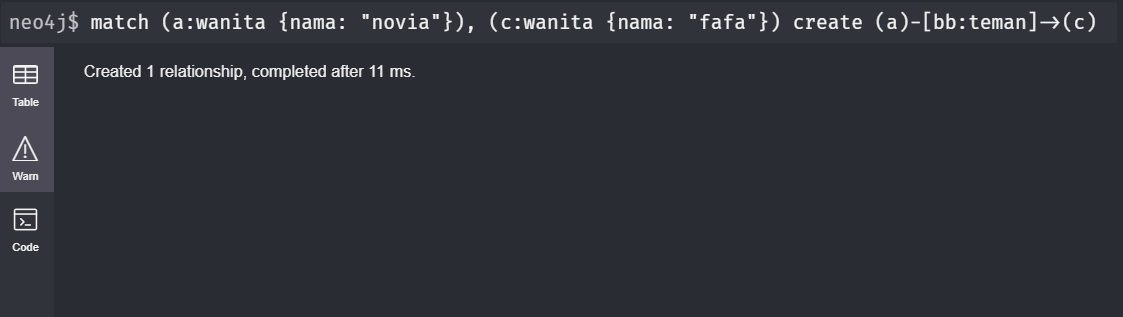 neo4j$ match (a:wanita {nama: "novia"}), (c:wanita {nama: "fafa"}) create (a)-[bb:teman]->(c)
Created 1 relationship, completed after 11 ms.
Table
Warn
Code